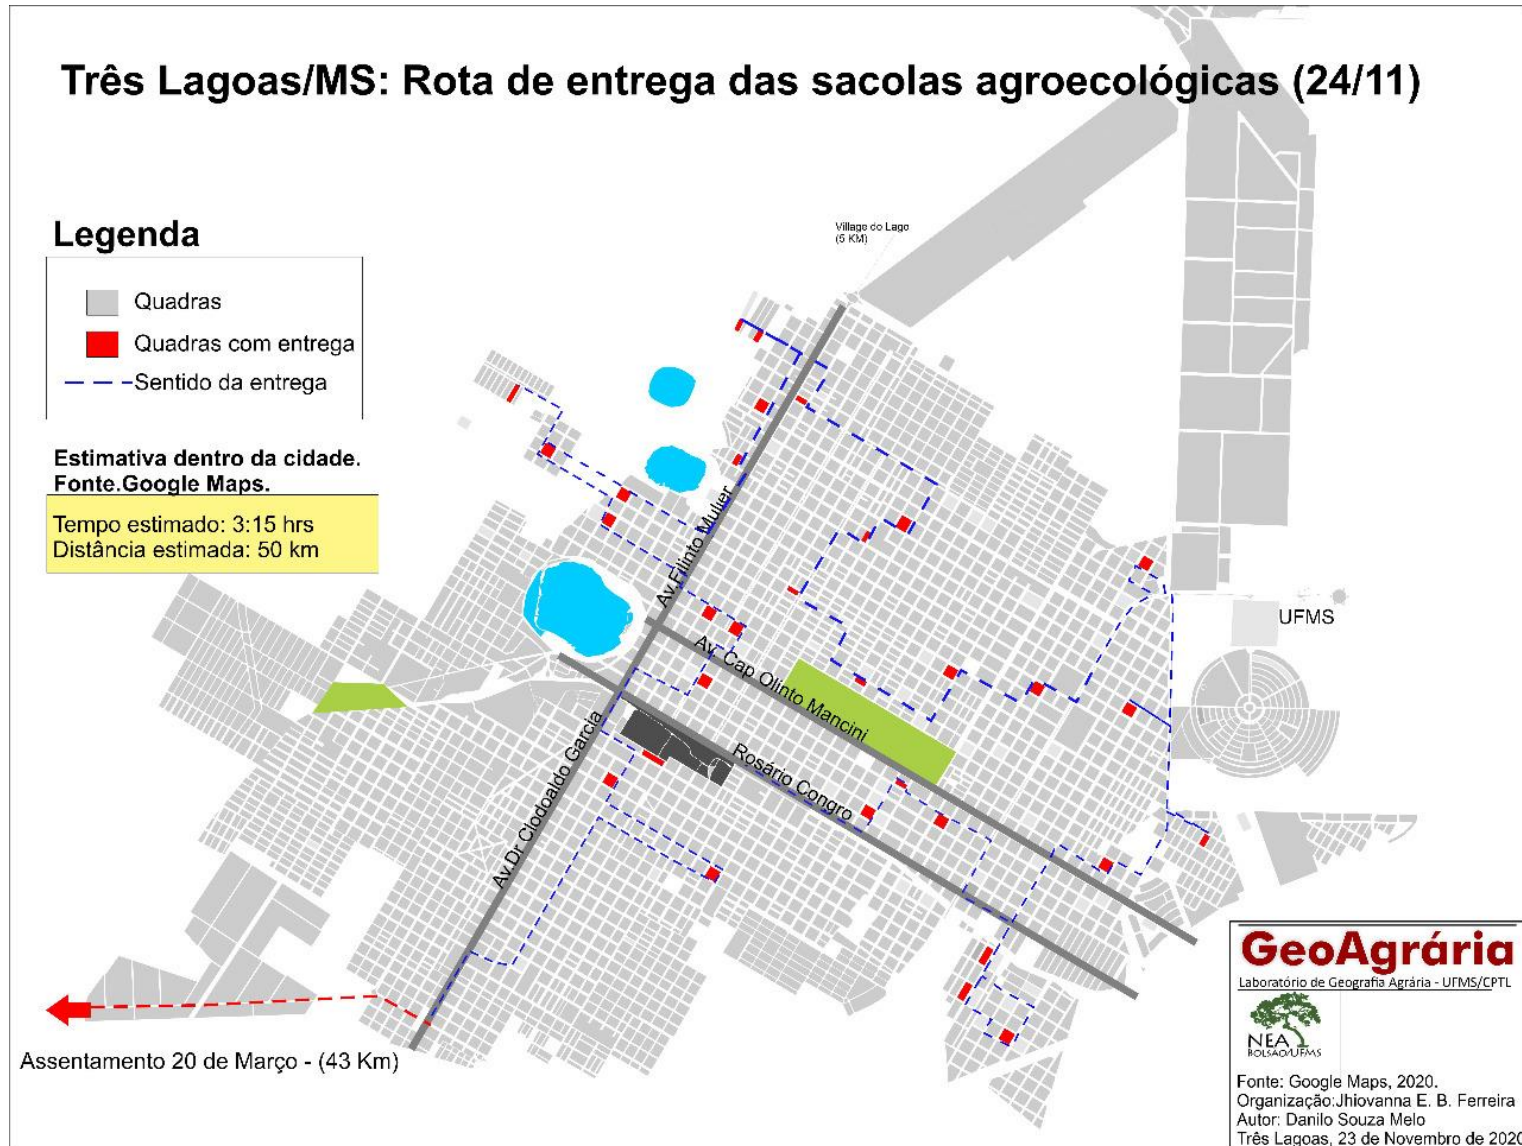 Três Lagoas/MS: Rota de entrega das sacolas agroecológicas (24/11)
Legenda
Quadras
Quadras com entrega
Sentido da entrega
Estimativa dentro da cidade.
Fonte.Google Maps.
Tempo estimado: 3:15 hrs
Distância estimada: 50 km
Village do Lago
(5 KM)
Av.Filinto Muller
Av. Cap Olinto Mancini
Rosário Congro
Av.Dr Clodoaldo Garcia
UFMS
Assentamento 20 de Março - (43 Km)
GeoAgrária
Laboratório de Geografia Agrária - UFMS/CPTL
NEA
BOLSÃO/UFMS
Fonte: Google Maps, 2020.
Organização:Jhiovanna E. B. Ferreira
Autor: Danilo Souza Melo
Três Lagoas, 23 de Novembro de 2020